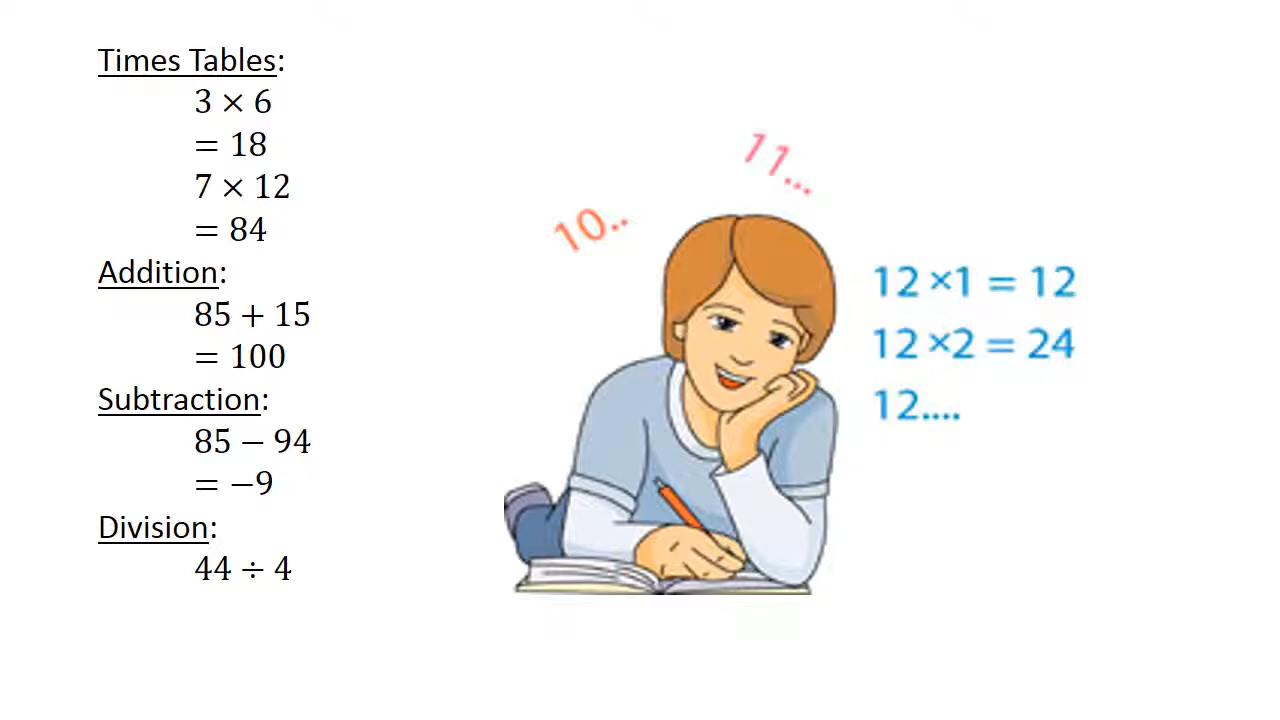 Times Tables:
3 × 6
= 18
7 × 12
= 84
Addition:
85 + 15
= 100
Subtraction:
85 − 94
= −9
Division:
44 ÷ 4
10..
11...
12 ×1 = 12
12 ×2 = 24
12....